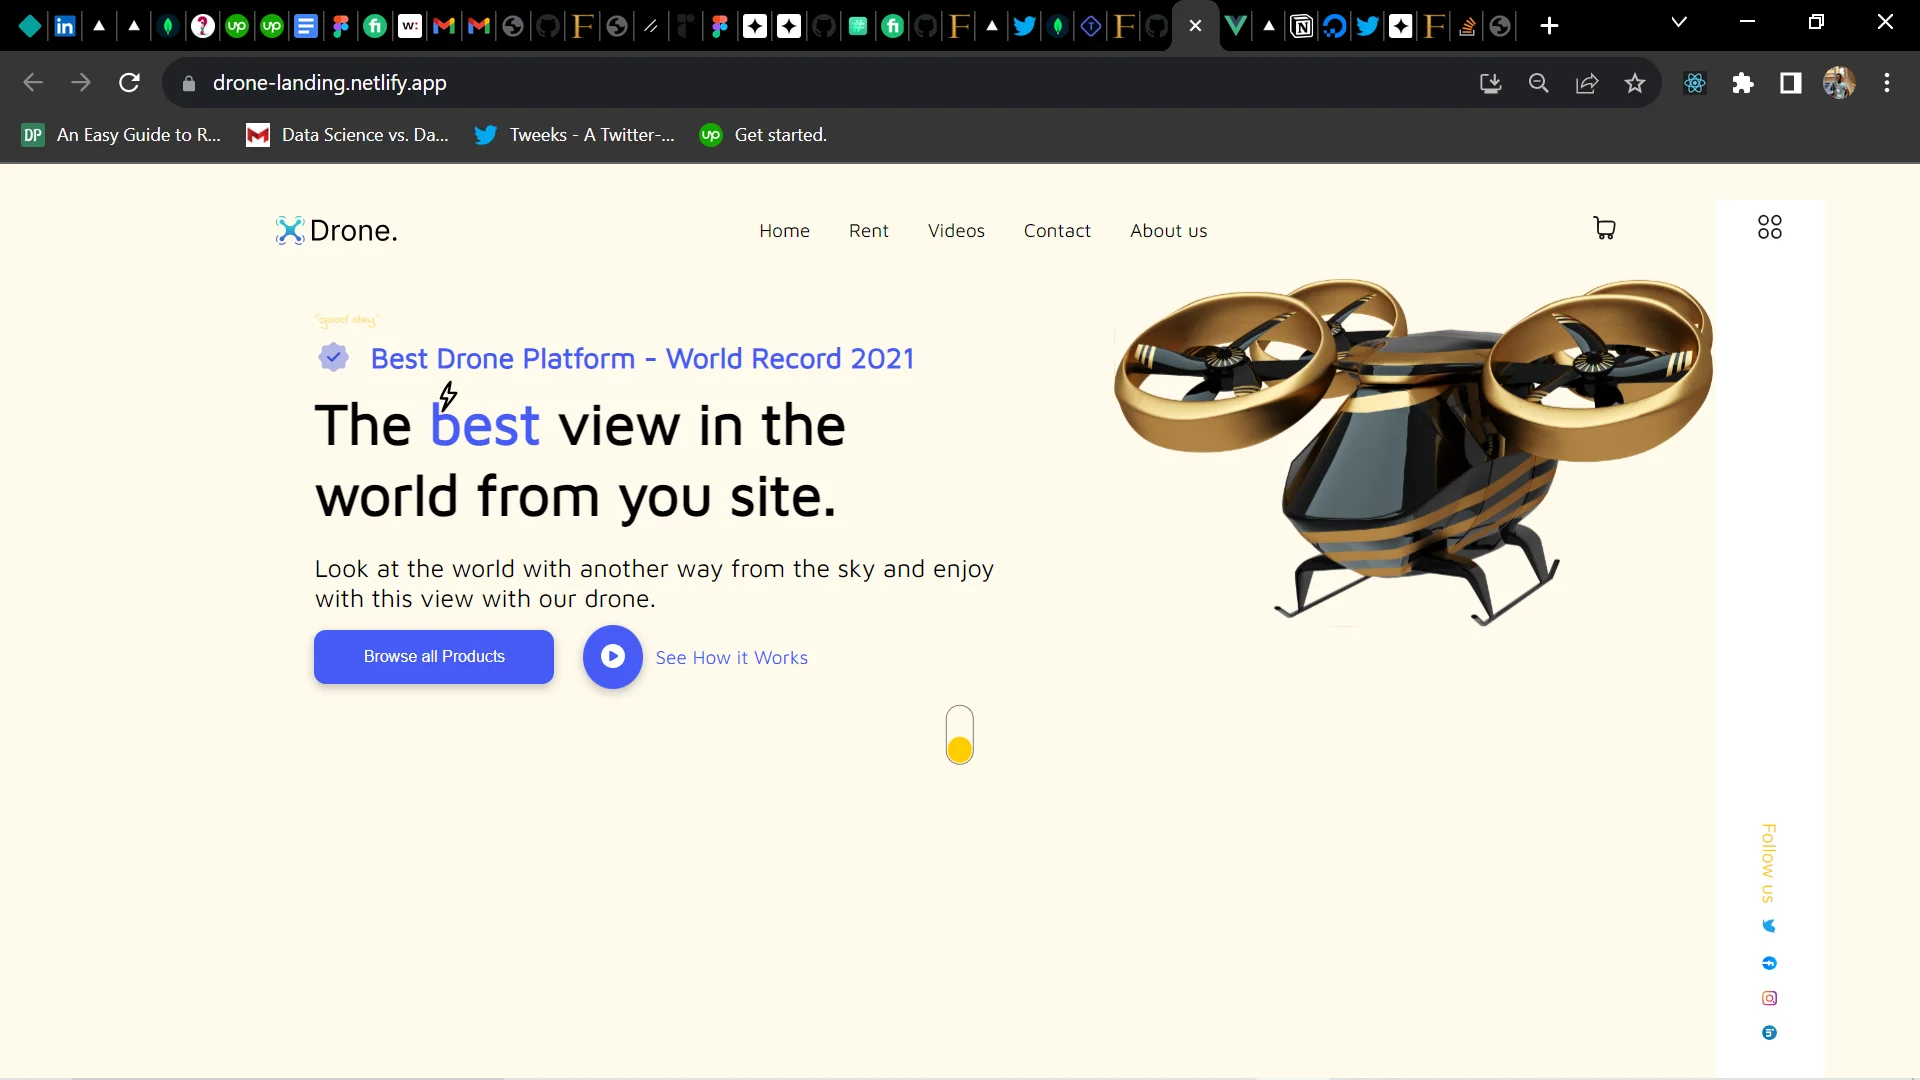 drone-landing.netlify.app
DP An Easy Guide to R...
Data Science vs. Da...
Tweeks - A Twitter-...
up Get started.
Drone.
Home Rent Videos Contact About us
"good day"
Best Drone Platform - World Record 2021
The best view in the
world from you site.
Look at the world with another way from the sky and enjoy
with this view with our drone.
Browse all Products
See How it Works
Follow us